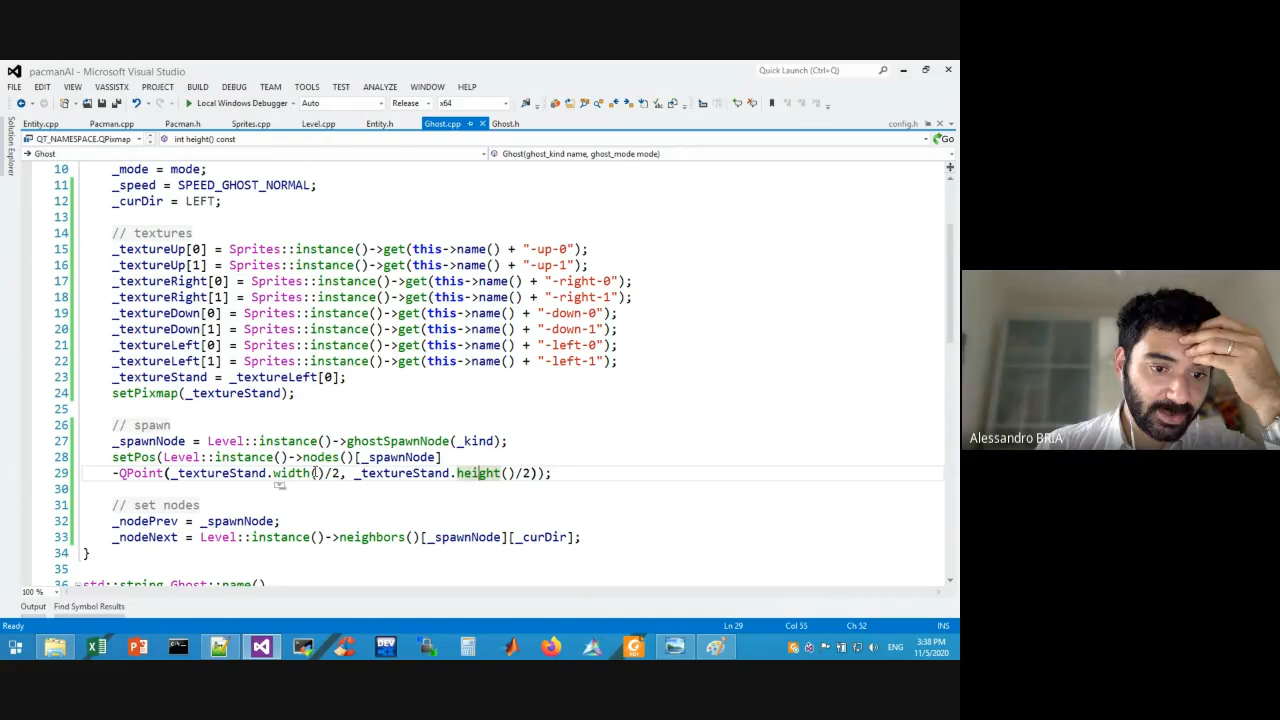 pacmanAI - Microsoft Visual Studio
Quick Launch (Ctrl+Q)
FILE EDIT VIEW VASSISTX PROJECT BUILD DEBUG TEAM TOOLS TEST ANALYZE WINDOW HELP
Local Windows Debugger Auto Release x64
Entity.cpp Pacman.cpp Pacman.h Sprites.cpp Level.cpp Entity.h Ghost.cpp Ghost.h config.h
QT_NAMESPACE.QPixmap int height() const Go
Ghost Ghost(ghost_kind name, ghost_mode mode)
Solution Explorer
10 _mode = mode;
11 _speed = SPEED_GHOST_NORMAL;
12 _curDir = LEFT;
13
14 // textures
15 _textureUp[0] = Sprites::instance()->get(this->name() + "-up-0");
16 _textureUp[1] = Sprites::instance()->get(this->name() + "-up-1");
17 _textureRight[0] = Sprites::instance()->get(this->name() + "-right-0");
18 _textureRight[1] = Sprites::instance()->get(this->name() + "-right-1");
19 _textureDown[0] = Sprites::instance()->get(this->name() + "-down-0");
20 _textureDown[1] = Sprites::instance()->get(this->name() + "-down-1");
21 _textureLeft[0] = Sprites::instance()->get(this->name() + "-left-0");
22 _textureLeft[1] = Sprites::instance()->get(this->name() + "-left-1");
23 _textureStand = _textureLeft[0];
24 setPixmap(_textureStand);
25
26 // spawn
27 _spawnNode = Level::instance()->ghostSpawnNode(_kind);
28 setPos(Level::instance()->nodes()[_spawnNode]
29 -QPoint(_textureStand.width()/2, _textureStand.height()/2));
30
31 // set nodes
32 _nodePrev = _spawnNode;
33 _nodeNext = Level::instance()->neighbors()[_spawnNode][_curDir];
34 }
35
36 std::string Ghost::name()
100 %
Output Find Symbol Results
Ready Ln 29 Col 55 Ch 52 INS
DEV
ENG
3:38 PM
11/5/2020
Alessandro BRIA